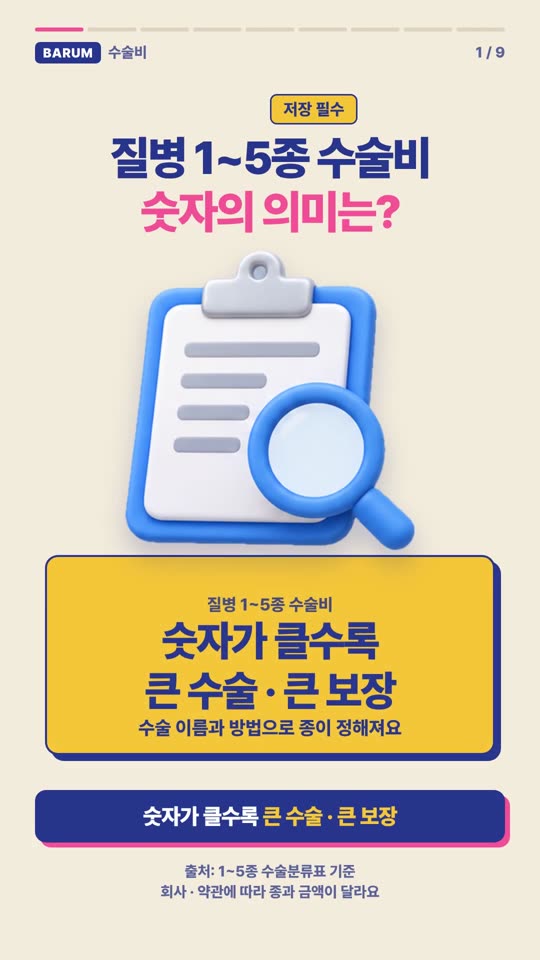 BARUM 수술비 1 / 9
저장 필수
질병 1~5종 수술비
숫자의 의미는?
질병 1~5종 수술비
숫자가 클수록
큰 수술 · 큰 보장
수술 이름과 방법으로 종이 정해져요
숫자가 클수록 큰 수술 · 큰 보장
출처: 1~5종 수술분류표 기준
회사 · 약관에 따라 종과 금액이 달라요